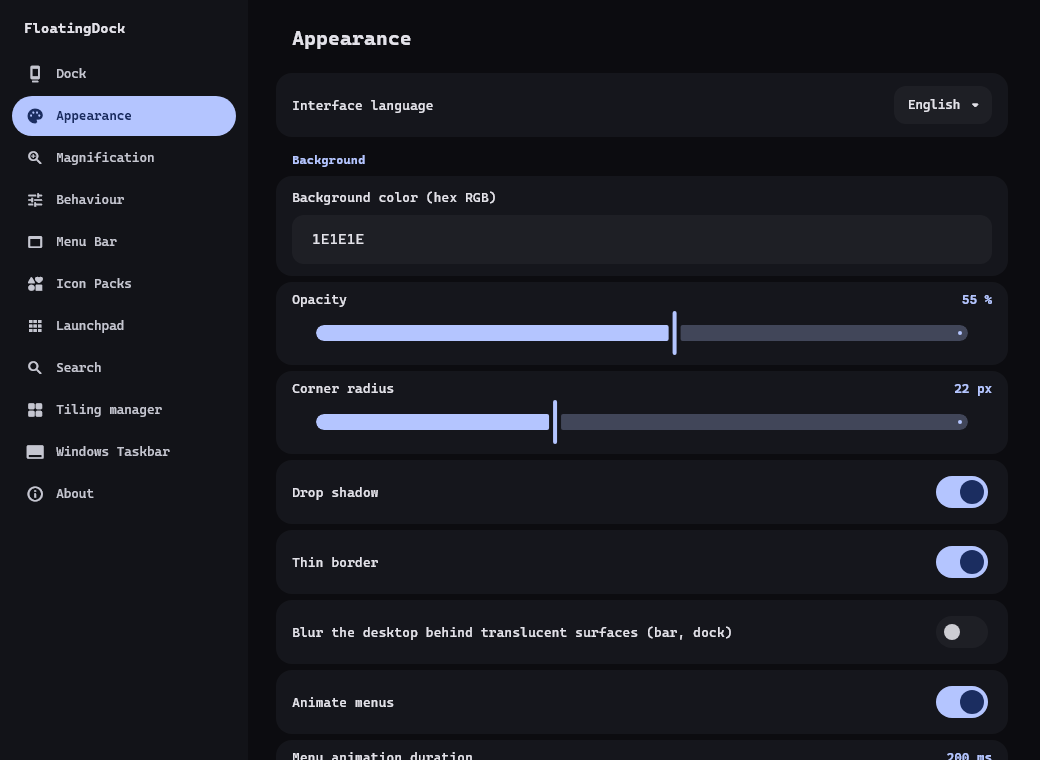 FloatingDock
Dock
Appearance
Magnification
Behaviour
Menu Bar
Icon Packs
Launchpad
Search
Tiling manager
Windows Taskbar
About
Appearance
Interface language
English
Background
Background color (hex RGB)
1E1E1E
Opacity
55 %
Corner radius
22 px
Drop shadow
Thin border
Blur the desktop behind translucent surfaces (bar, dock)
Animate menus
Menu animation duration
200 ms